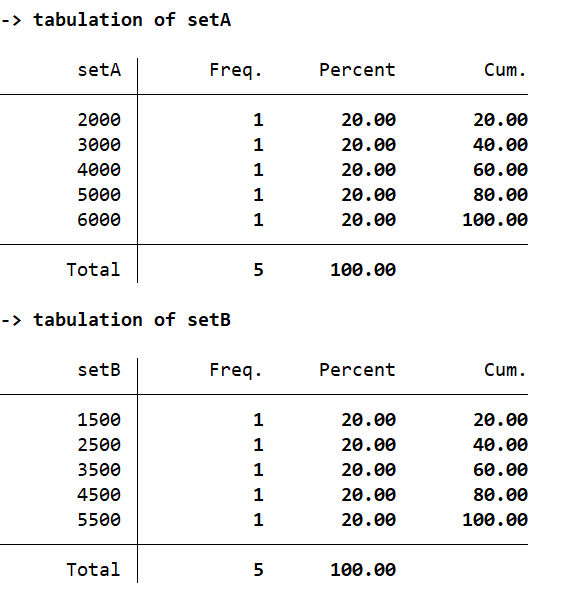 -> tabulation of setA
setA Freq. Percent Cum.
2000 1 20.00 20.00
3000 1 20.00 40.00
4000 1 20.00 60.00
5000 1 20.00 80.00
6000 1 20.00 100.00
Total 5 100.00
-> tabulation of setB
setB Freq. Percent Cum.
1500 1 20.00 20.00
2500 1 20.00 40.00
3500 1 20.00 60.00
4500 1 20.00 80.00
5500 1 20.00 100.00
Total 5 100.00